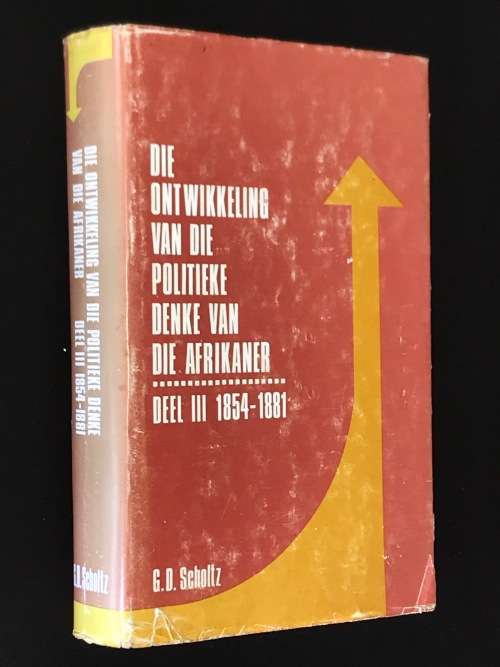 DIE
ONTWIKKELING
VAN DIE
POLITIEKE
DENKE VAN
DIE AFRIKANER
DEEL III 1854-1881
G.D. Scholtz
DIE ONTWIKKELING VAN DIE POLITIEKE DENKE
VAN DIE AFRIKANER DEEL III 1854-1881
G.D. Scholtz